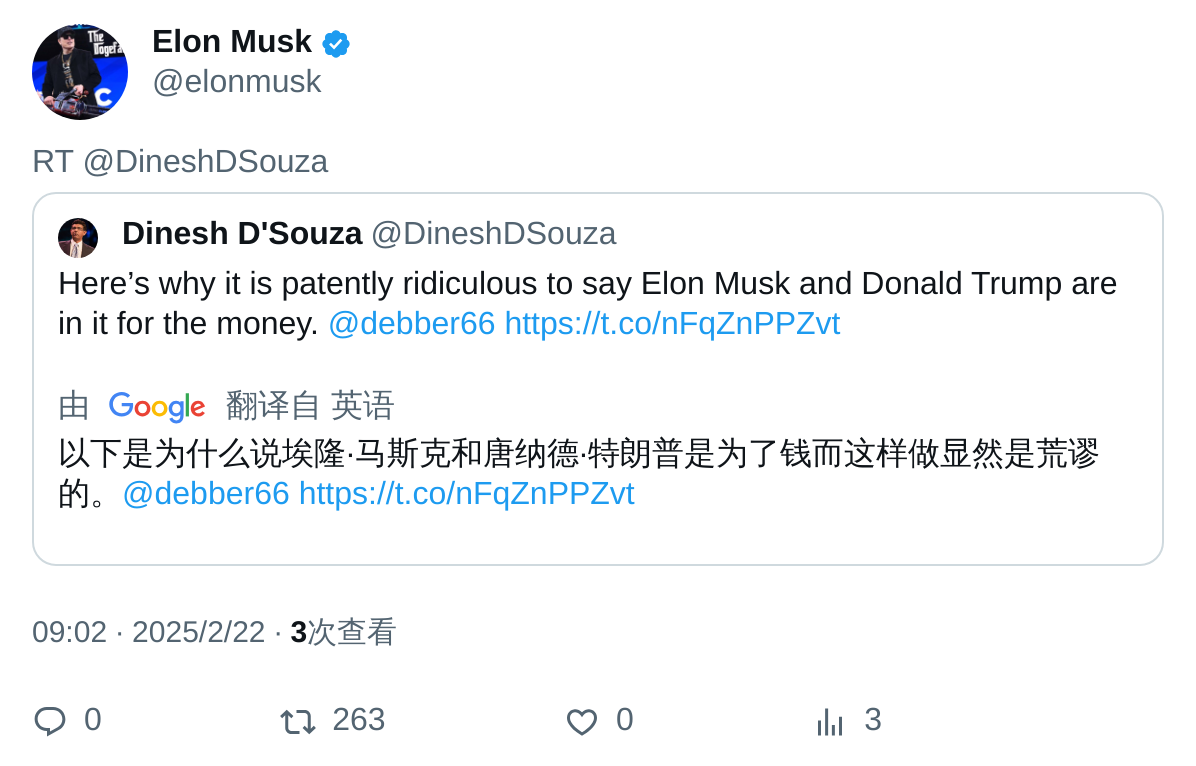 The
Dogefa
C
Elon Musk
@elonmusk
RT @DineshDSouza
Dinesh D'Souza @DineshDSouza
Here’s why it is patently ridiculous to say Elon Musk and Donald Trump are
in it for the money. @debber66 https://t.co/nFqZnPPZvt
由 Google 翻译自 英语
以下是为什么说埃隆·马斯克和唐纳德·特朗普是为了钱而这样做显然是荒谬
的。@debber66 https://t.co/nFqZnPPZvt
09:02 · 2025/2/22 · 3次查看
0 263 0 3